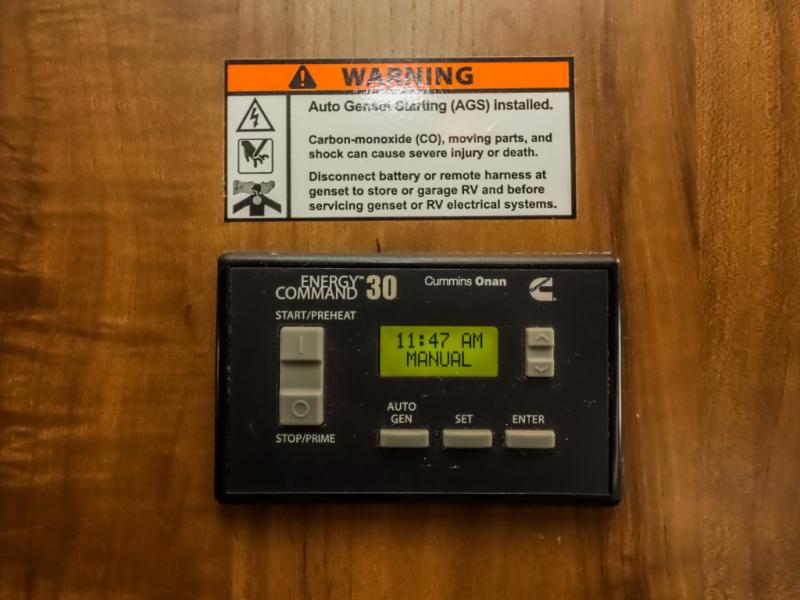 WARNING
Auto Genset Starting (AGS) installed.
Carbon-monoxide (CO), moving parts, and
shock can cause severe injury or death.
Disconnect battery or remote harness at
genset to store or garage RV and before
servicing genset or RV electrical systems.
ENERGY™
COMMAND 30
Cummins Onan
START/PREHEAT
11:47 AM
MANUAL
AUTO
GEN
SET
ENTER
STOP/PRIME